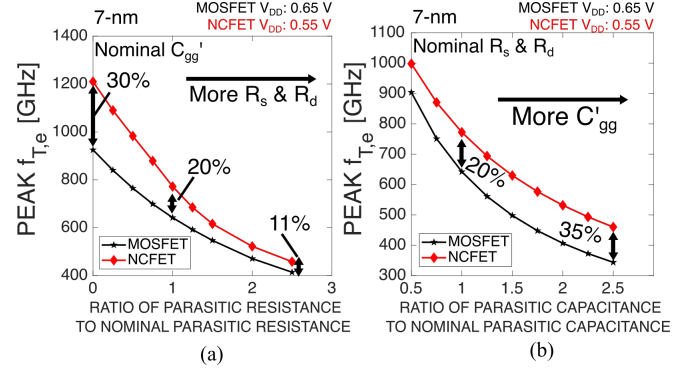 7-nm
MOSFET V_DD: 0.65 V
NCFET V_DD: 0.55 V
Nominal C_gg'
30%
More R_s & R_d
20%
11%
MOSFET
NCFET
PEAK f_T,e [GHz]
1400
1200
1000
800
600
400
0 1 2 3
RATIO OF PARASITIC RESISTANCE
TO NOMINAL PARASITIC RESISTANCE
(a)
7-nm
MOSFET V_DD: 0.65 V
NCFET V_DD: 0.55 V
Nominal R_s & R_d
More C'_gg
20%
35%
MOSFET
NCFET
PEAK f_T,e [GHz]
1100
1000
900
800
700
600
500
400
300
0.5 1 1.5 2 2.5
RATIO OF PARASITIC CAPACITANCE
TO NOMINAL PARASITIC CAPACITANCE
(b)